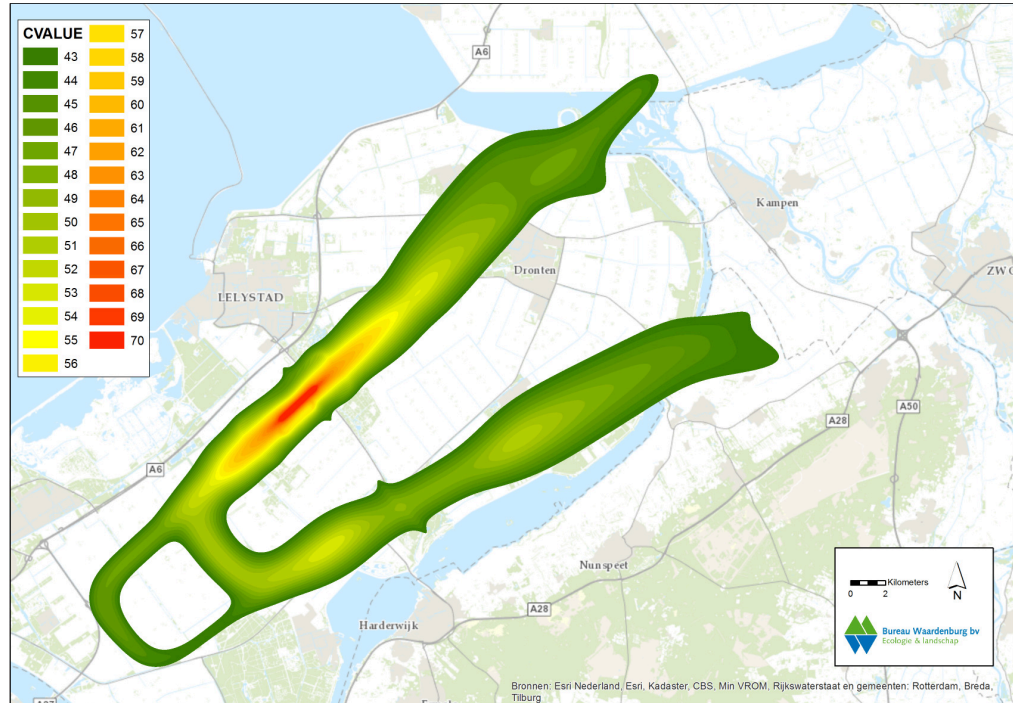 CVALUE
43
44
45
46
47
48
49
50
51
52
53
54
55
56
57
58
59
60
61
62
63
64
65
66
67
68
69
70
A6
Kampen
ZWO
Dronten
LELYSTAD
A50
A28
A6
Nunspeet
A28
Harderwijk
Kilometers
0 2
N
Bureau Waardenburg bv
Ecologie & landschap
Bronnen: Esri Nederland, Esri, Kadaster, CBS, Min VROM, Rijkswaterstaat en gemeenten: Rotterdam, Breda,
Tilburg